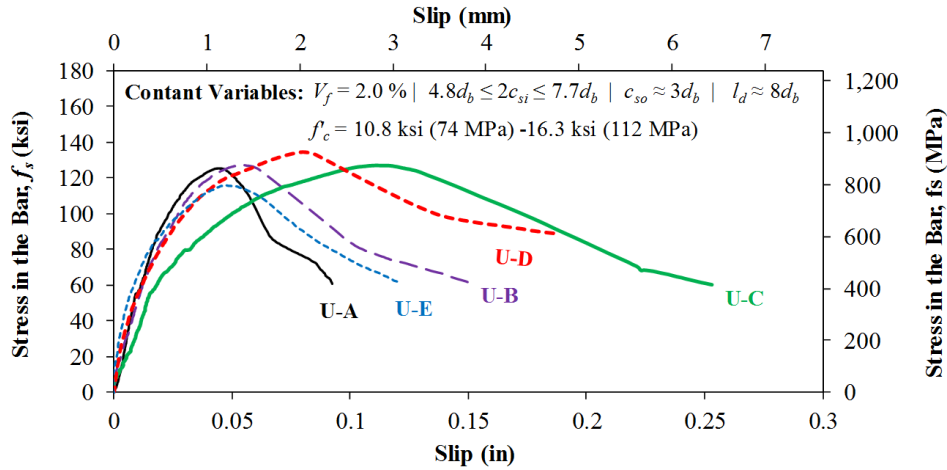 Slip (mm)
0 1 2 3 4 5 6 7
180
160
140
120
100
80
60
40
20
0
Stress in the Bar, fs (ksi)
Contant Variables: Vf = 2.0 % | 4.8db ≤ 2csi ≤ 7.7db | cso ≈ 3db | ld ≈ 8db
f'c = 10.8 ksi (74 MPa) -16.3 ksi (112 MPa)
U-A
U-E
U-B
U-D
U-C
1,200
1,000
800
600
400
200
0
Stress in the Bar, fs (MPa)
0 0.05 0.1 0.15 0.2 0.25 0.3
Slip (in)